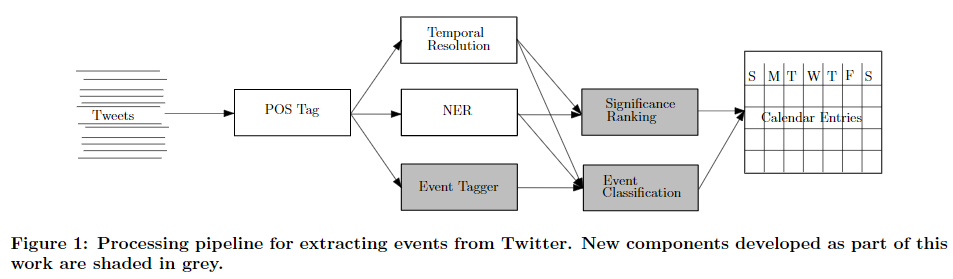 Tweets
POS Tag
Temporal
Resolution
NER
Event Tagger
Significance
Ranking
Event
Classification
S M T W T F S
Calendar Entries
Figure 1: Processing pipeline for extracting events from Twitter. New components developed as part of this
work are shaded in grey.